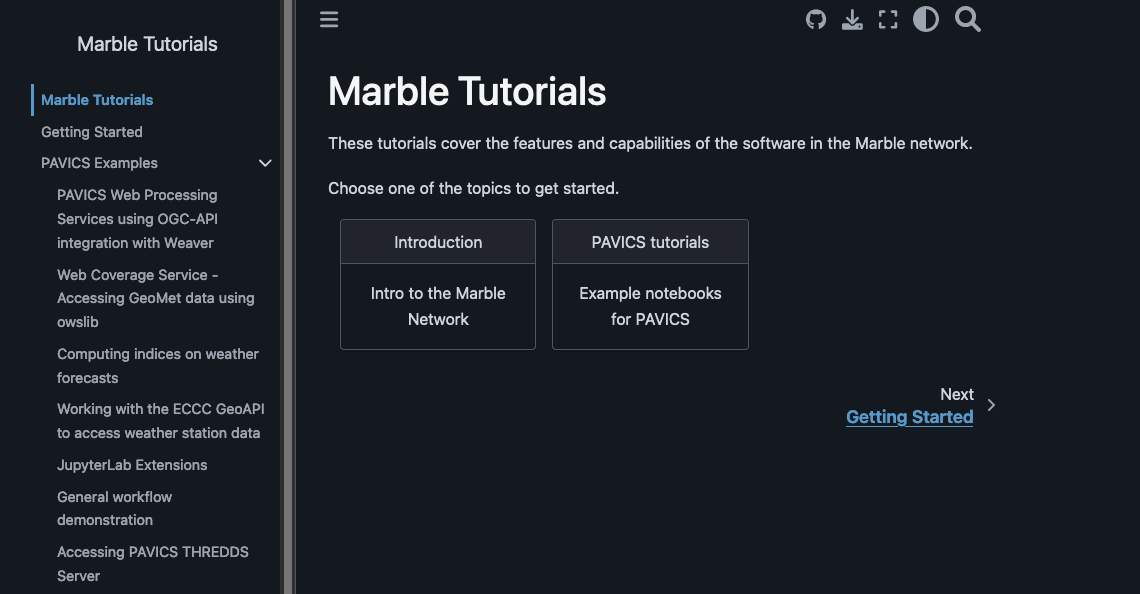 Marble Tutorials
Marble Tutorials
Getting Started
PAVICS Examples
PAVICS Web Processing
Services using OGC-API
integration with Weaver
Web Coverage Service -
Accessing GeoMet data using
owslib
Computing indices on weather
forecasts
Working with the ECCC GeoAPI
to access weather station data
JupyterLab Extensions
General workflow
demonstration
Accessing PAVICS THREDDS
Server
Marble Tutorials
These tutorials cover the features and capabilities of the software in the Marble network.
Choose one of the topics to get started.
Introduction
Intro to the Marble
Network
PAVICS tutorials
Example notebooks
for PAVICS
Next
Getting Started